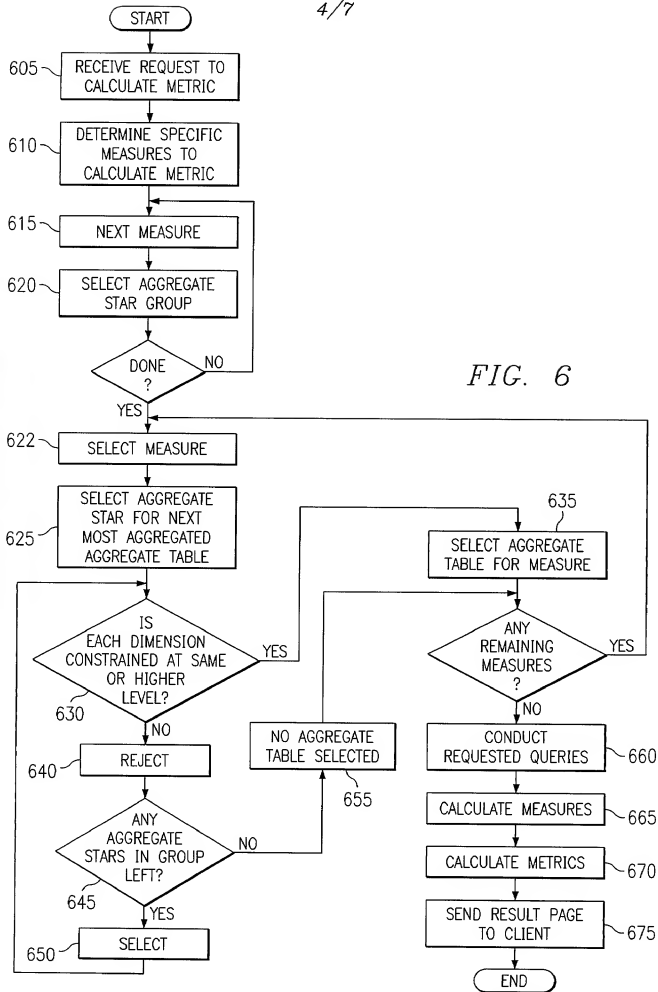 4/7
START
605
RECEIVE REQUEST TO
CALCULATE METRIC
610
DETERMINE SPECIFIC
MEASURES TO
CALCULATE METRIC
615
NEXT MEASURE
620
SELECT AGGREGATE
STAR GROUP
DONE
?
NO
YES
FIG. 6
622
SELECT MEASURE
625
SELECT AGGREGATE
STAR FOR NEXT
MOST AGGREGATED
AGGREGATE TABLE
IS
EACH DIMENSION
CONSTRAINED AT SAME
OR HIGHER
LEVEL?
630
YES
NO
640
REJECT
ANY
AGGREGATE
STARS IN GROUP
LEFT?
645
NO
YES
650
SELECT
NO AGGREGATE
TABLE SELECTED
655
635
SELECT AGGREGATE
TABLE FOR MEASURE
ANY
REMAINING
MEASURES
?
YES
NO
CONDUCT
REQUESTED QUERIES
660
CALCULATE MEASURES
665
CALCULATE METRICS
670
SEND RESULT PAGE
TO CLIENT
675
END